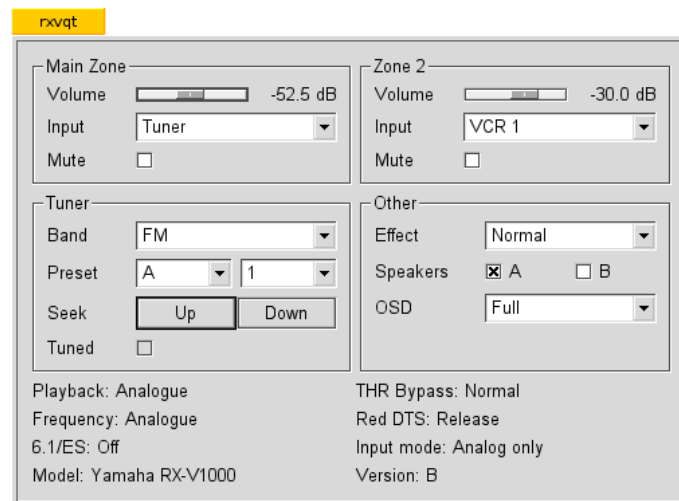 rxvqt
Main Zone
Volume -52.5 dB
Input Tuner
Mute
Zone 2
Volume -30.0 dB
Input VCR 1
Mute
Tuner
Band FM
Preset A 1
Seek Up Down
Tuned
Other
Effect Normal
Speakers A B
OSD Full
Playback: Analogue
Frequency: Analogue
6.1/ES: Off
Model: Yamaha RX-V1000
THR Bypass: Normal
Red DTS: Release
Input mode: Analog only
Version: B